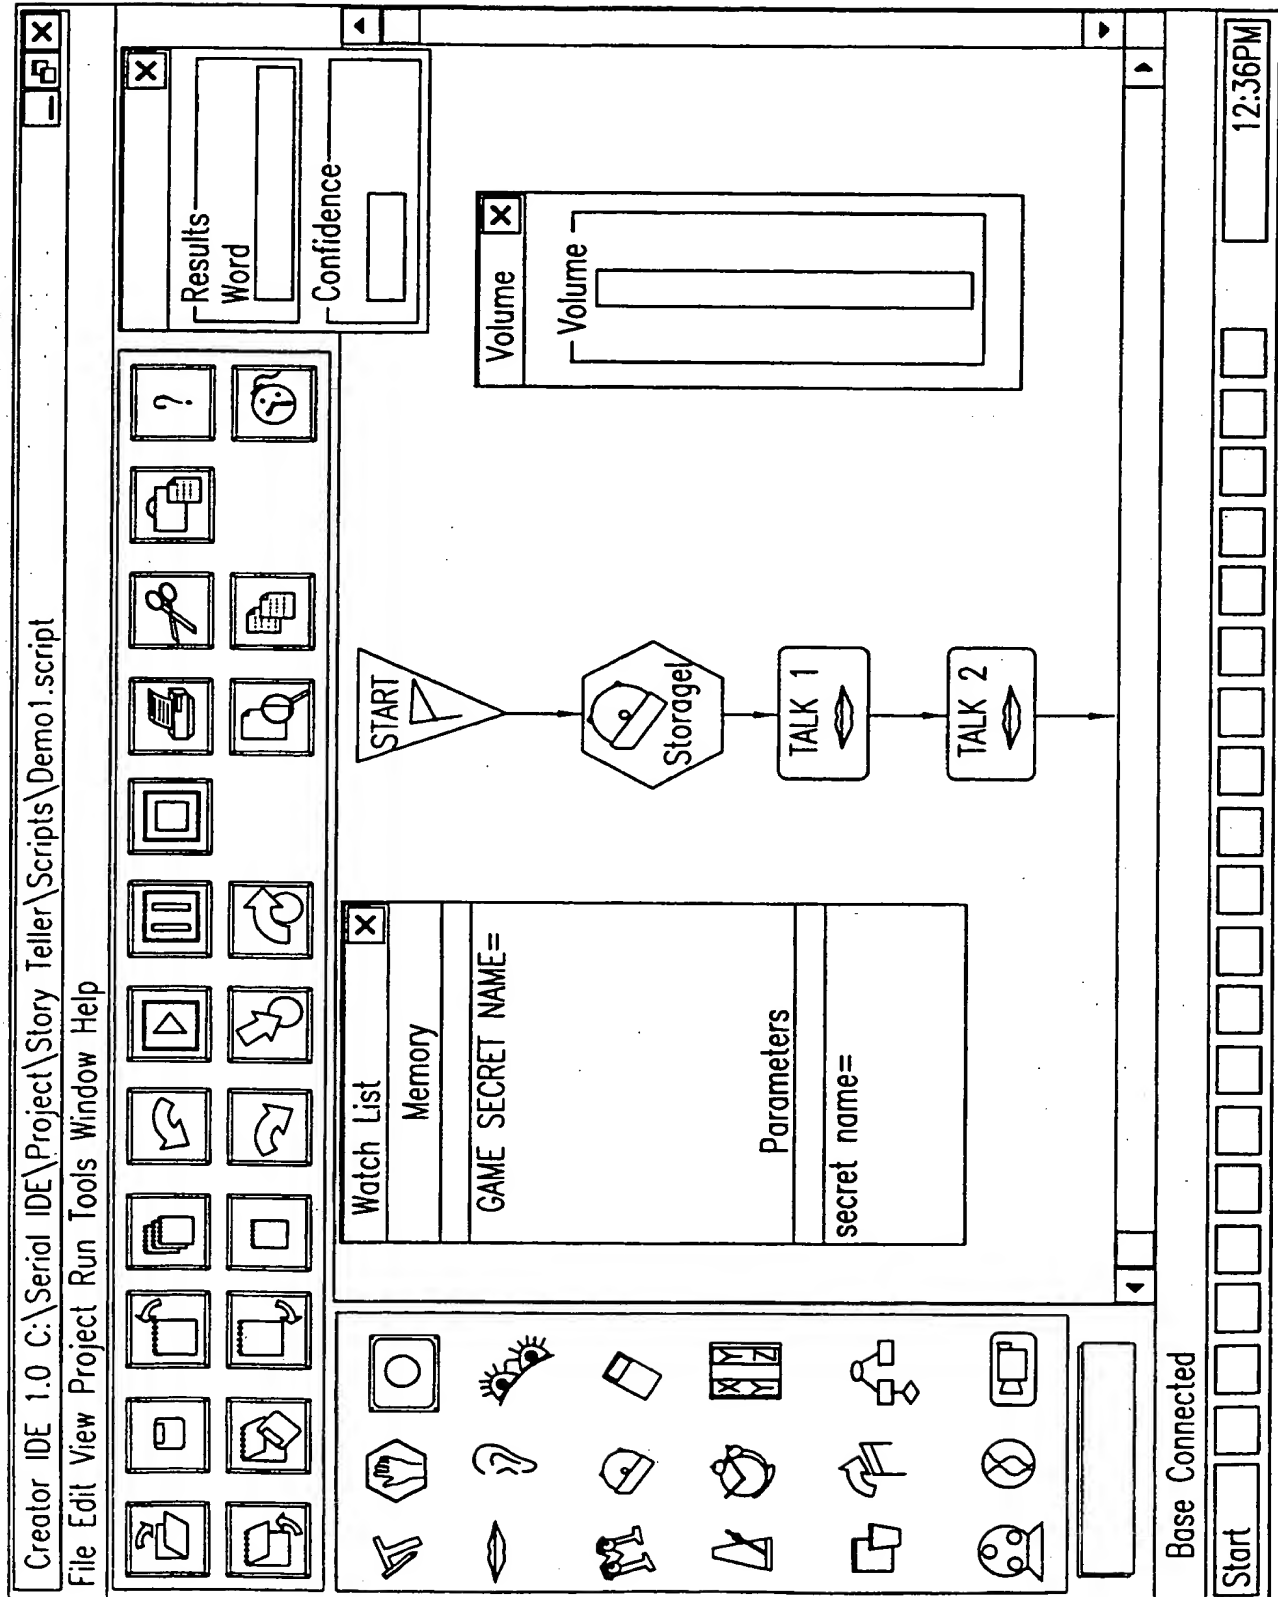 Creator IDE 1.0 C:\Serial IDE\Project\Story Teller\Scripts\Demo1.script
File Edit View Project Run Tools Window Help
?
Results
Word
Confidence
Watch List
Memory
GAME SECRET NAME=
Parameters
secret name=
START
Storagel
TALK 1
TALK 2
Volume
Volume
X Y
Y Z
Base Connected
Start
12:36PM